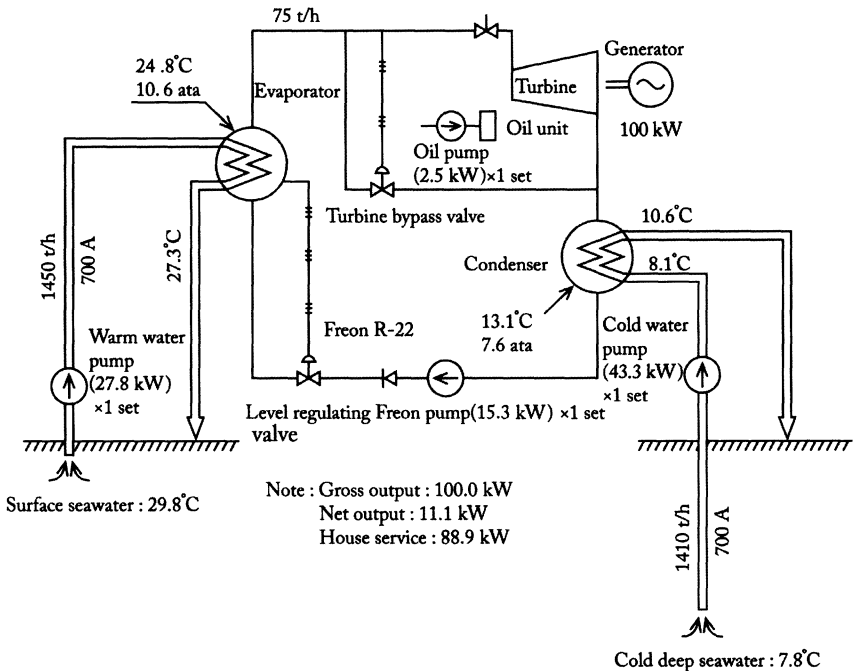 75 t/h
24 .8°C
10. 6 ata
Evaporator
Generator
Turbine
100 kW
Oil unit
Oil pump
(2.5 kW)×1 set
Turbine bypass valve
1450 t/h
700 A
27.3°C
10.6°C
8.1°C
Condenser
13.1°C
7.6 ata
Warm water
pump
(27.8 kW)
×1 set
Freon R-22
Cold water
pump
(43.3 kW)
×1 set
Level regulating Freon pump(15.3 kW) ×1 set
valve
Surface seawater : 29.8°C
Note : Gross output : 100.0 kW
Net output : 11.1 kW
House service : 88.9 kW
1410 t/h
700 A
Cold deep seawater : 7.8°C